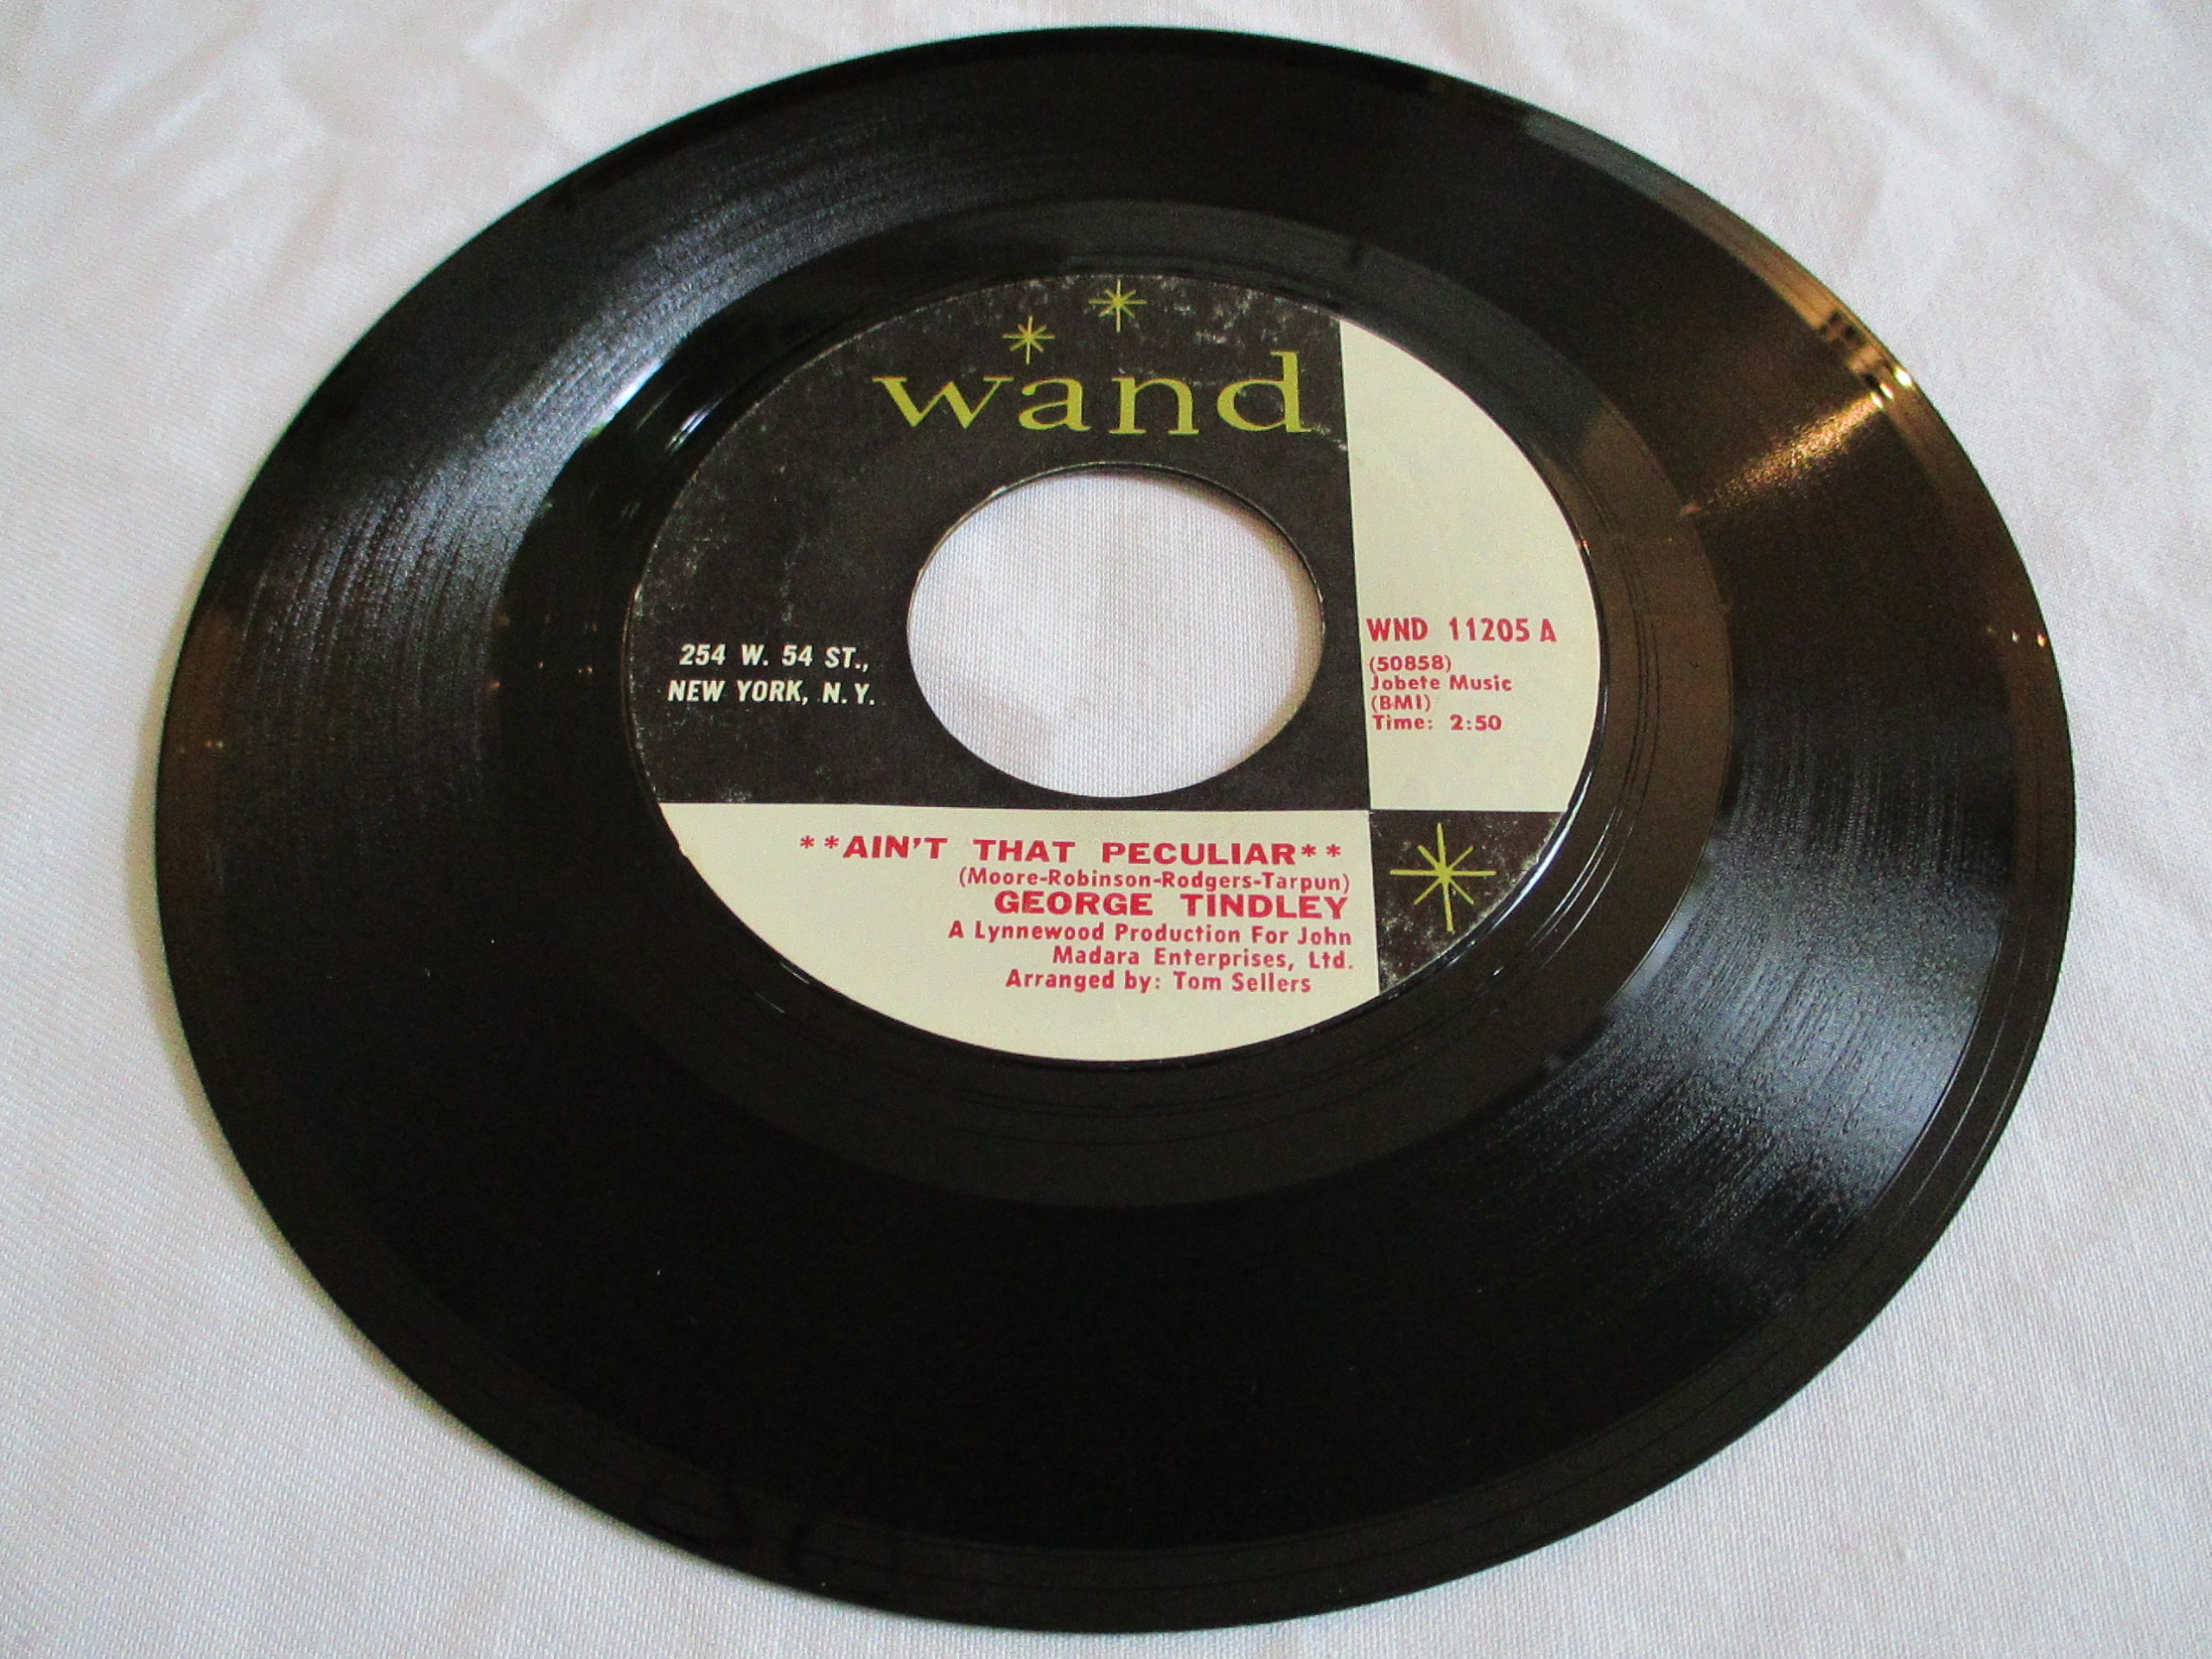 wand
254 W. 54 ST.,
NEW YORK, N.Y.
WND 11205 A
(50858)
Jobete Music
(BMI)
Time: 2:50
**AIN'T THAT PECULIAR**
(Moore-Robinson-Rodgers-Tarpun)
GEORGE TINDLEY
A Lynnewood Production For John
Madara Enterprises, Ltd.
Arranged by: Tom Sellers